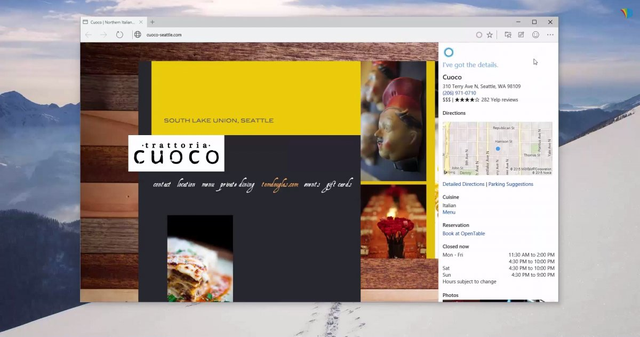 Cuoco | Northern Italian...
cuoco-seattle.com
SOUTH LAKE UNION, SEATTLE
·trattoria·
cuoco
contact location menu private dining tomdouglas.com events gift cards
I've got the details.
Cuoco
310 Terry Ave N, Seattle, WA 98109
(206) 971-0710
$$$ | ★★★★☆ 282 Yelp reviews
Directions
Detailed Directions | Parking Suggestions
Cuisine
Italian
Menu
Reservation
Book at OpenTable
Closed now
Mon - Fri 11:30 AM to 2:00 PM
4:30 PM to 10:00 PM
Sat 4:30 PM to 10:00 PM
Sun 4:30 PM to 9:00 PM
Hours subject to change
Photos